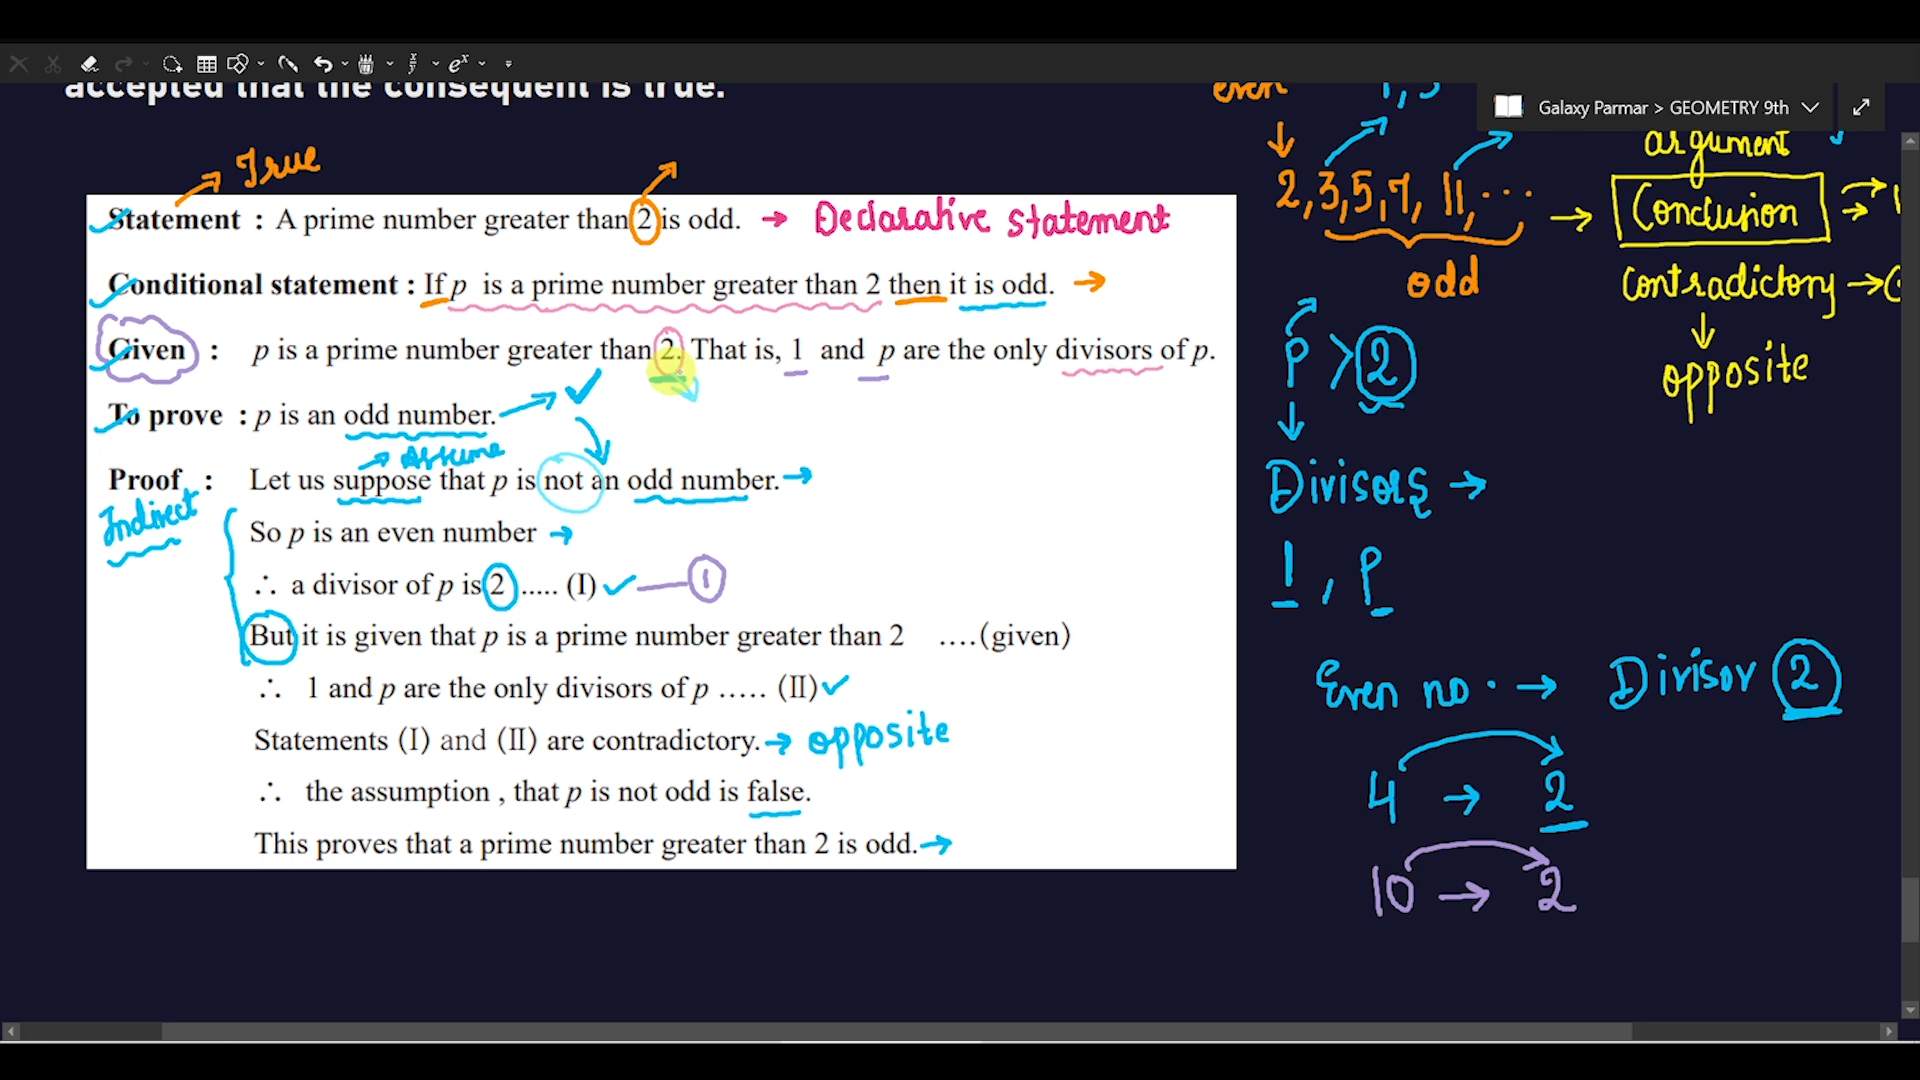 accepted that the consequent is true.
Galaxy Parmar > GEOMETRY 9th
True
Statement : A prime number greater than 2 is odd. → Declarative statement
Conditional statement : If p is a prime number greater than 2 then it is odd. →
Given : p is a prime number greater than 2. That is, 1 and p are the only divisors of p.
To prove : p is an odd number.
Assume
Proof : Let us suppose that p is not an odd number. →
Indirect
So p is an even number →
∴ a divisor of p is 2 ..... (I) ✓ 1
But it is given that p is a prime number greater than 2 ....(given)
∴ 1 and p are the only divisors of p ..... (II) ✓
Statements (I) and (II) are contradictory. → opposite
∴ the assumption , that p is not odd is false.
This proves that a prime number greater than 2 is odd. →
even
2, 3, 5, 7, 11, ...
odd
P > 2
Divisors →
1 , P
Even no. → Divisor 2
4 → 2
10 → 2
argument
→ Conclusion
Contradictory →
opposite